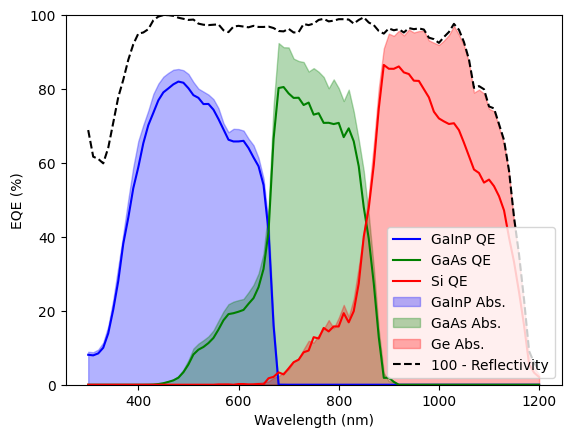 100
80
60
40
20
0
EQE (%)
400
600
800
1000
1200
Wavelength (nm)
GaInP QE
GaAs QE
Si QE
GaInP Abs.
GaAs Abs.
Ge Abs.
100 - Reflectivity